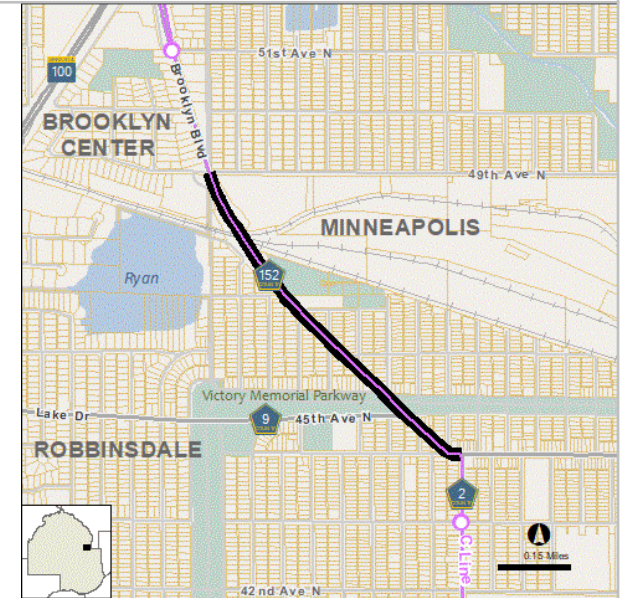 51st Ave N
100
Brooklyn Blvd
BROOKLYN
CENTER
49th Ave N
MINNEAPOLIS
Ryan
152
Victory Memorial Parkway
Lake Dr
9
45th Ave N
ROBBINSDALE
2
C Line
0.15 Miles
42nd Ave N